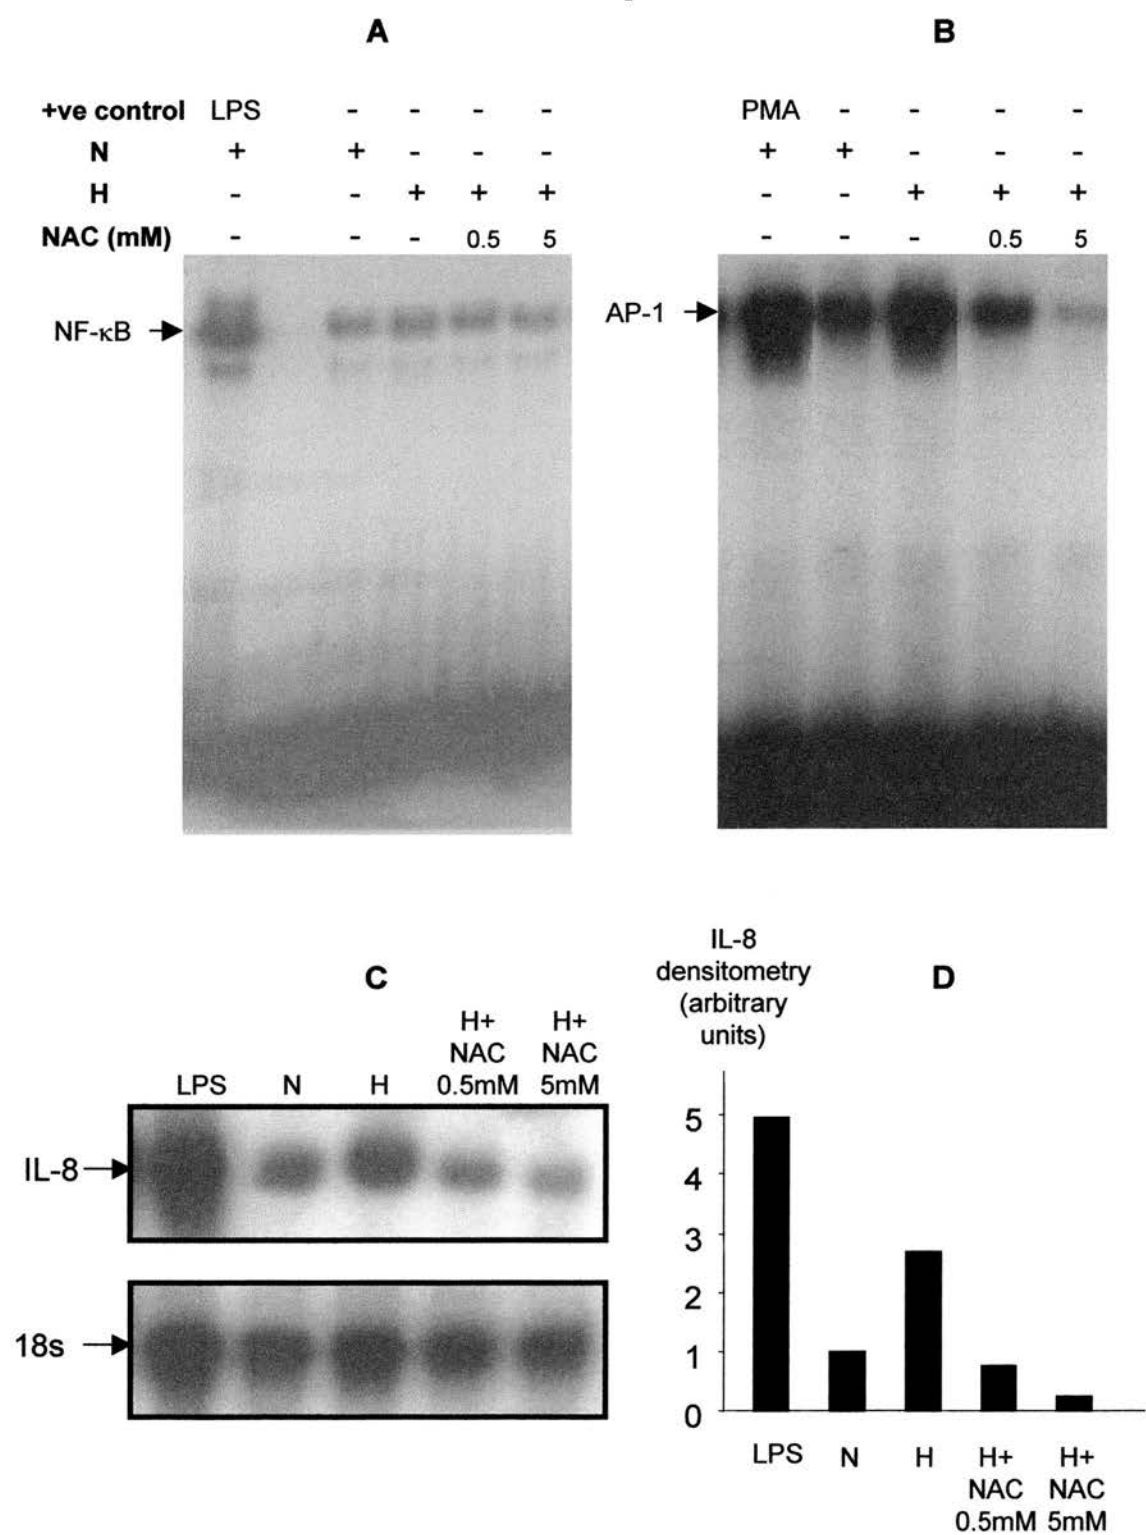 A
+ve control LPS - - - -
N + + - - -
H - - + + +
NAC (mM) - - - 0.5 5
NF-κB
B
PMA - - - -
+ + - - -
- - + + +
- - - 0.5 5
AP-1
C
LPS N H H+ NAC 0.5mM H+ NAC 5mM
IL-8
18s
IL-8
densitometry
(arbitrary
units)
D
5
4
3
2
1
0
LPS N H H+ NAC 0.5mM H+ NAC 5mM